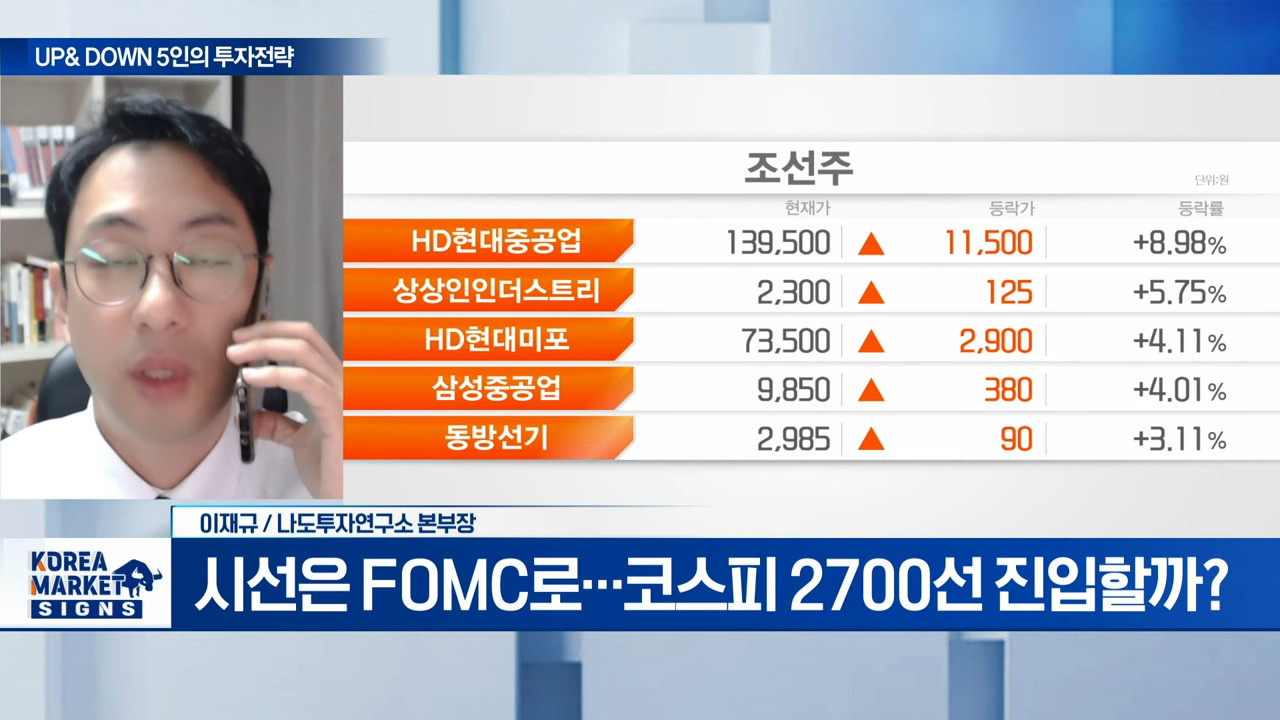 UP& DOWN 5인의 투자전략
조선주
단위:원
현재가 등락가 등락률
HD현대중공업 139,500 ▲ 11,500 +8.98%
상상인인더스트리 2,300 ▲ 125 +5.75%
HD현대미포 73,500 ▲ 2,900 +4.11%
삼성중공업 9,850 ▲ 380 +4.01%
동방선기 2,985 ▲ 90 +3.11%
이재규 / 나도투자연구소 본부장
KOREA
MARKET
SIGNS
시선은 FOMC로…코스피 2700선 진입할까?